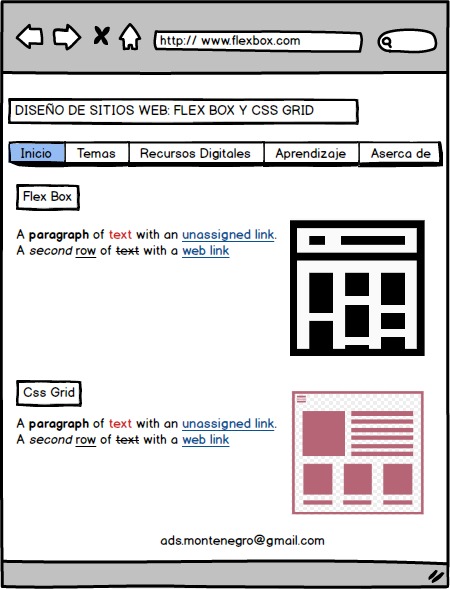 http:// www.flexbox.com
DISEÑO DE SITIOS WEB: FLEX BOX Y CSS GRID
Inicio Temas Recursos Digitales Aprendizaje Aserca de
Flex Box
A paragraph of text with an unassigned link.
A second row of text with a web link
Css Grid
A paragraph of text with an unassigned link.
A second row of text with a web link
ads.montenegro@gmail.com